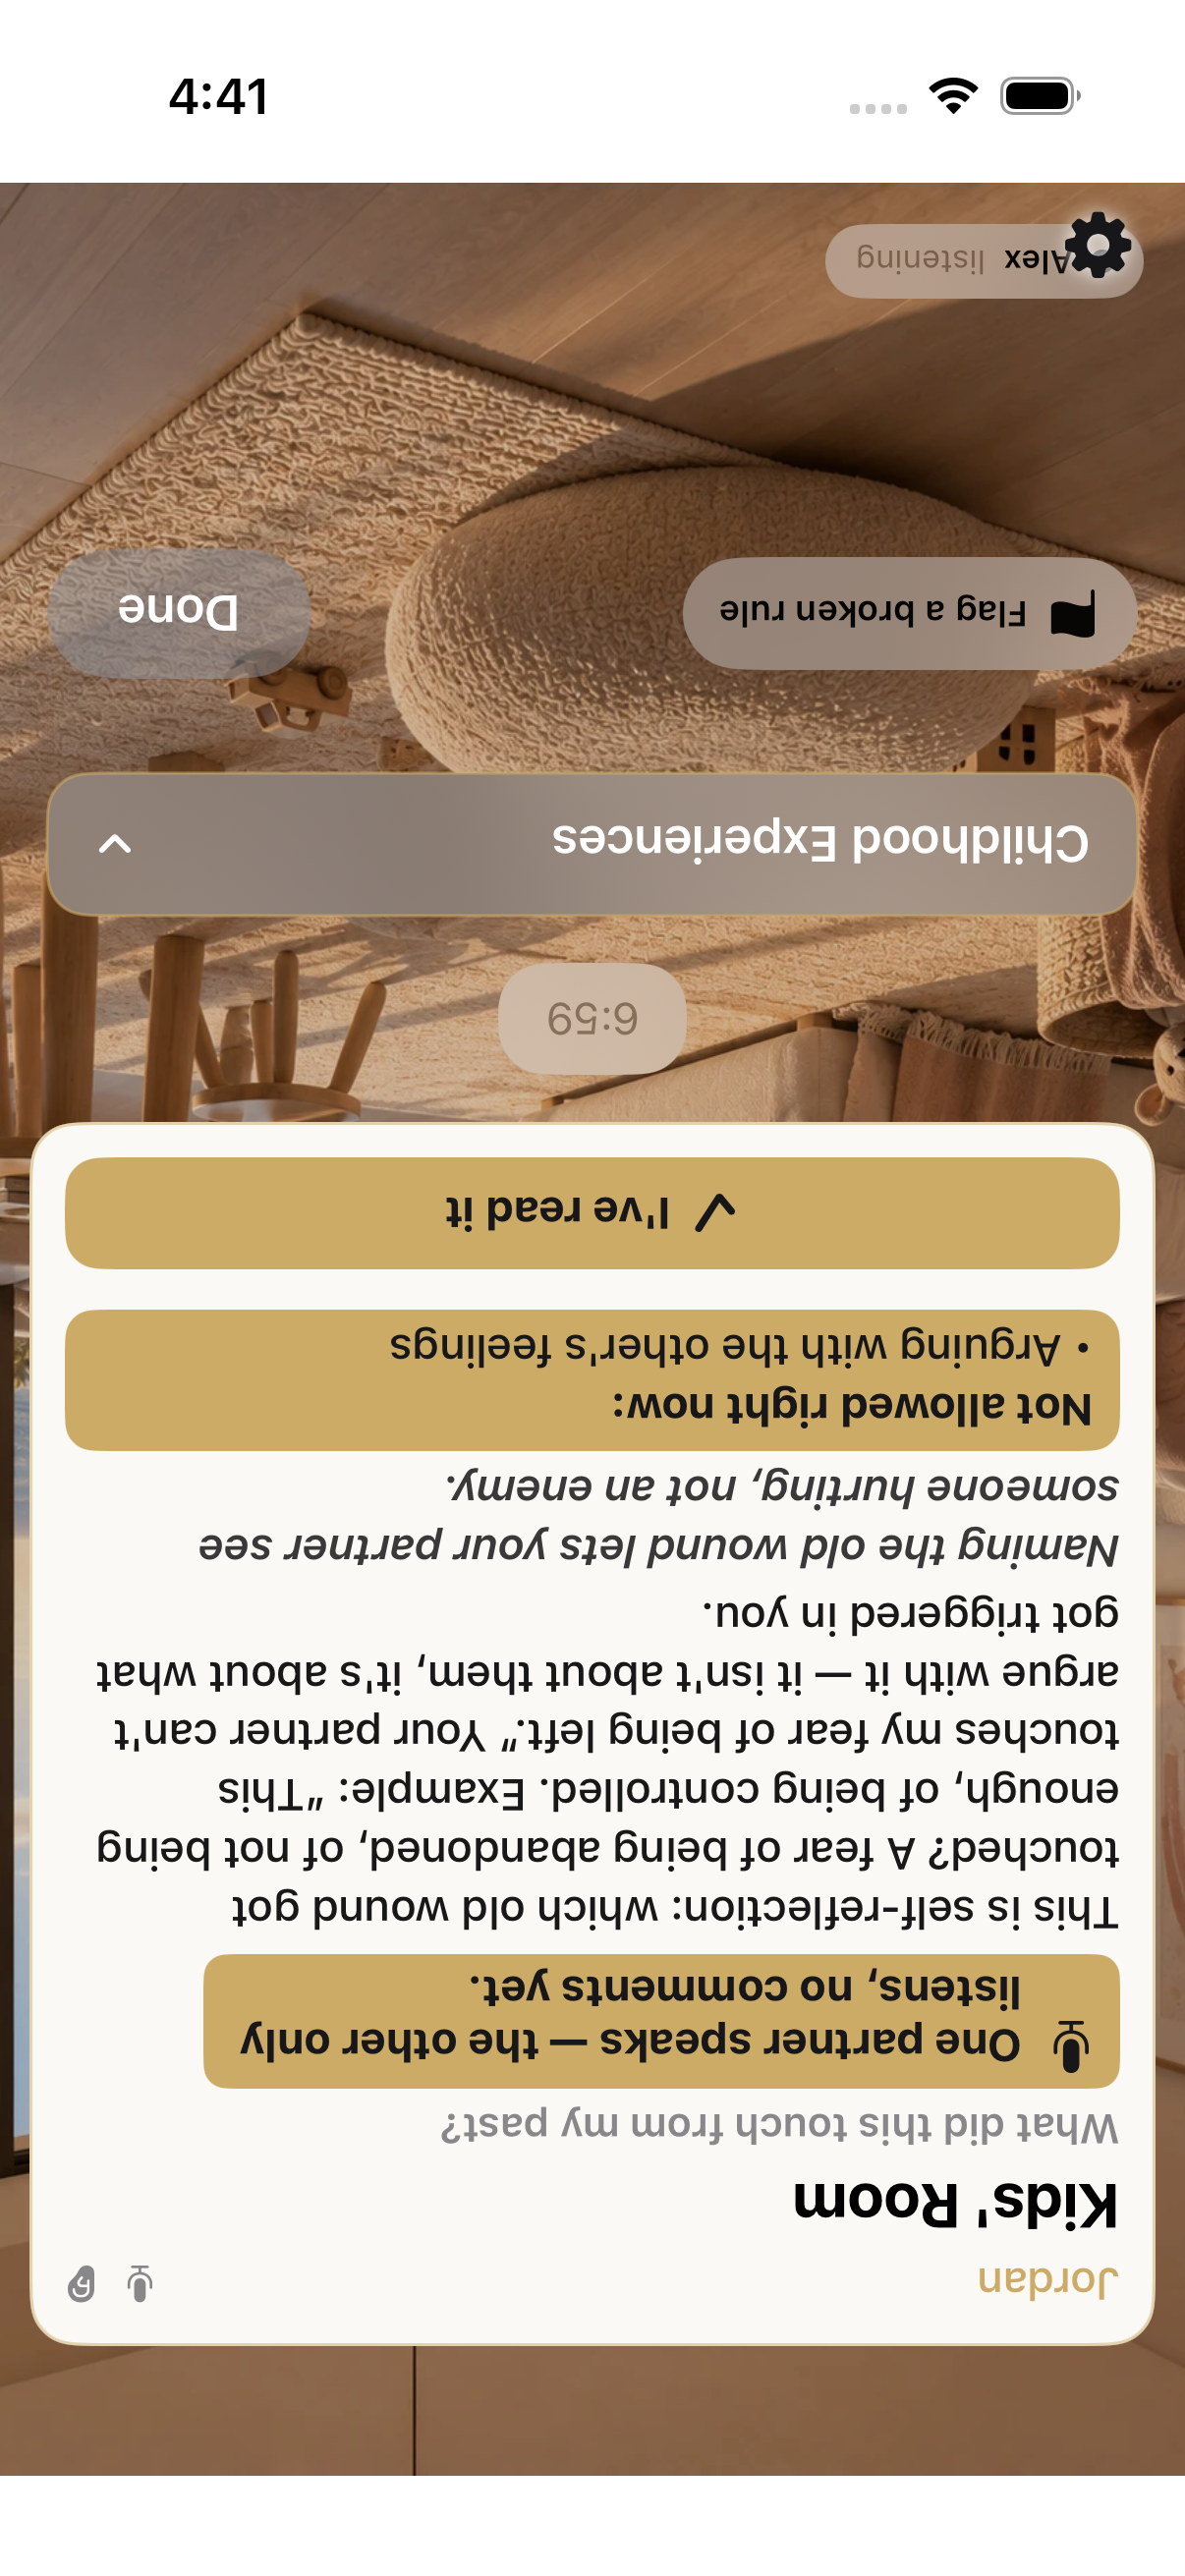 4:41
Jordan
Kids' Room
What did this touch from my past?
One partner speaks — the other only
listens, no comments yet.
This is self-reflection: which old wound got
touched? A fear of being abandoned, of not being
enough, of being controlled. Example: "This
touches my fear of being left." Your partner can't
argue with it — it isn't about them, it's about what
got triggered in you.
Naming the old wound lets your partner see
someone hurting, not an enemy.
Not allowed right now:
• Arguing with the other's feelings
I've read it
6:59
Childhood Experiences
Flag a broken rule
Done
Alex listening